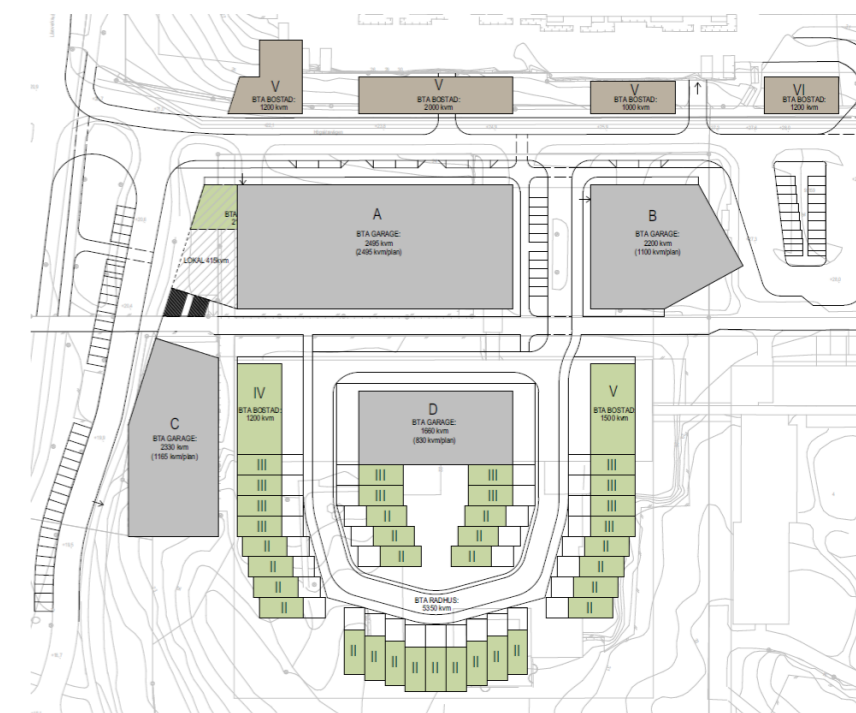 V
BTA BOSTAD:
1200 kvm
V
BTA BOSTAD:
2000 kvm
V
BTA BOSTAD:
1000 kvm
VI
BTA BOSTAD:
1200 kvm
BTA
LOKAL 415kvm
A
BTA GARAGE:
2495 kvm
(2495 kvm/plan)
B
BTA GARAGE:
2200 kvm
(1100 kvm/plan)
C
BTA GARAGE:
2330 kvm
(1165 kvm/plan)
IV
BTA BOSTAD:
1200 kvm
D
BTA GARAGE:
1660 kvm
(830 kvm/plan)
V
BTA BOSTAD:
1500 kvm
III
III
III
III
II
II
II
II
III
III
II
II
II
III
III
II
II
II
III
III
III
III
II
II
II
II
BTA RADHUS:
5350 kvm
II
II
II
II
II
II
II
II
II